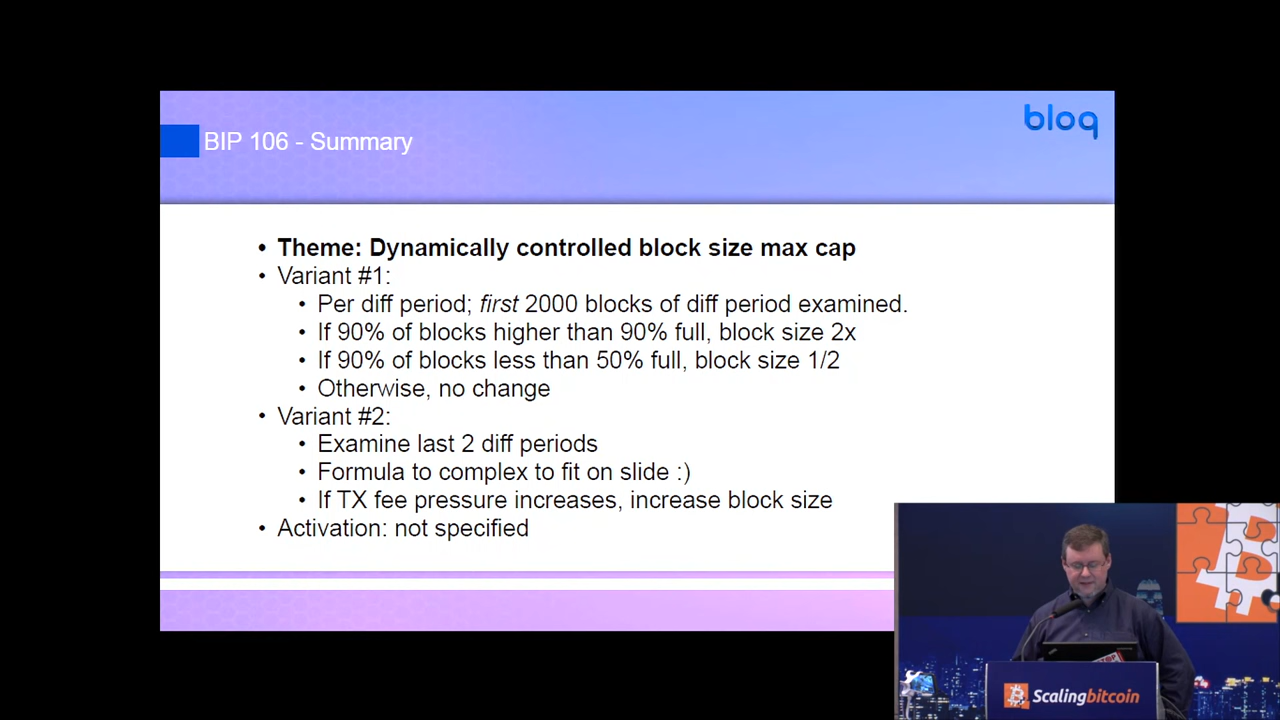 bloq
BIP 106 - Summary
• Theme: Dynamically controlled block size max cap
• Variant #1:
• Per diff period; first 2000 blocks of diff period examined.
• If 90% of blocks higher than 90% full, block size 2x
• If 90% of blocks less than 50% full, block size 1/2
• Otherwise, no change
• Variant #2:
• Examine last 2 diff periods
• Formula to complex to fit on slide :)
• If TX fee pressure increases, increase block size
• Activation: not specified
Scalingbitcoin